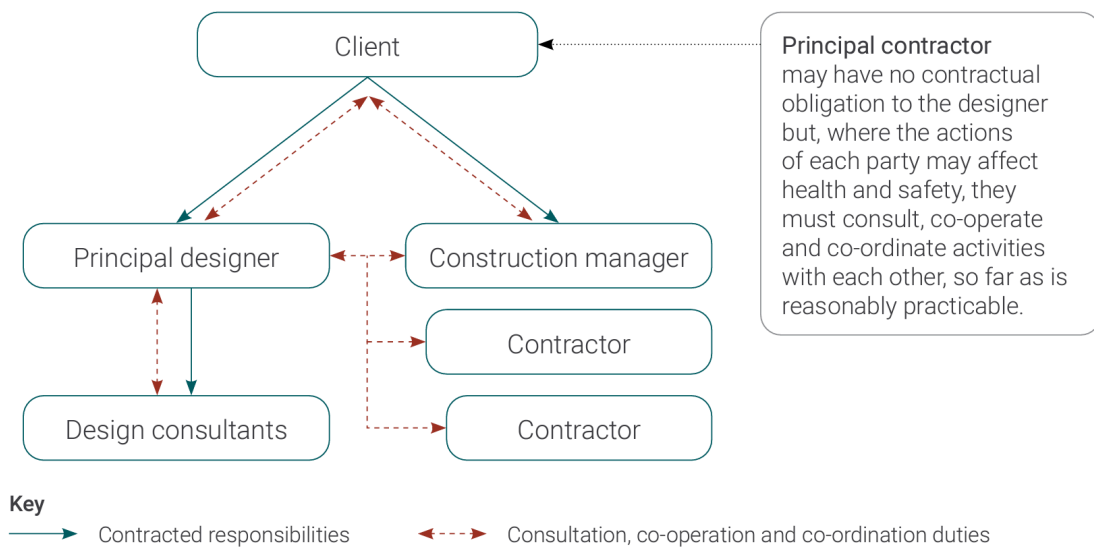 Client
Principal contractor
may have no contractual
obligation to the designer
but, where the actions
of each party may affect
health and safety, they
must consult, co-operate
and co-ordinate activities
with each other, so far as is
reasonably practicable.
Principal designer
Construction manager
Contractor
Design consultants
Contractor
Key
Contracted responsibilities
Consultation, co-operation and co-ordination duties